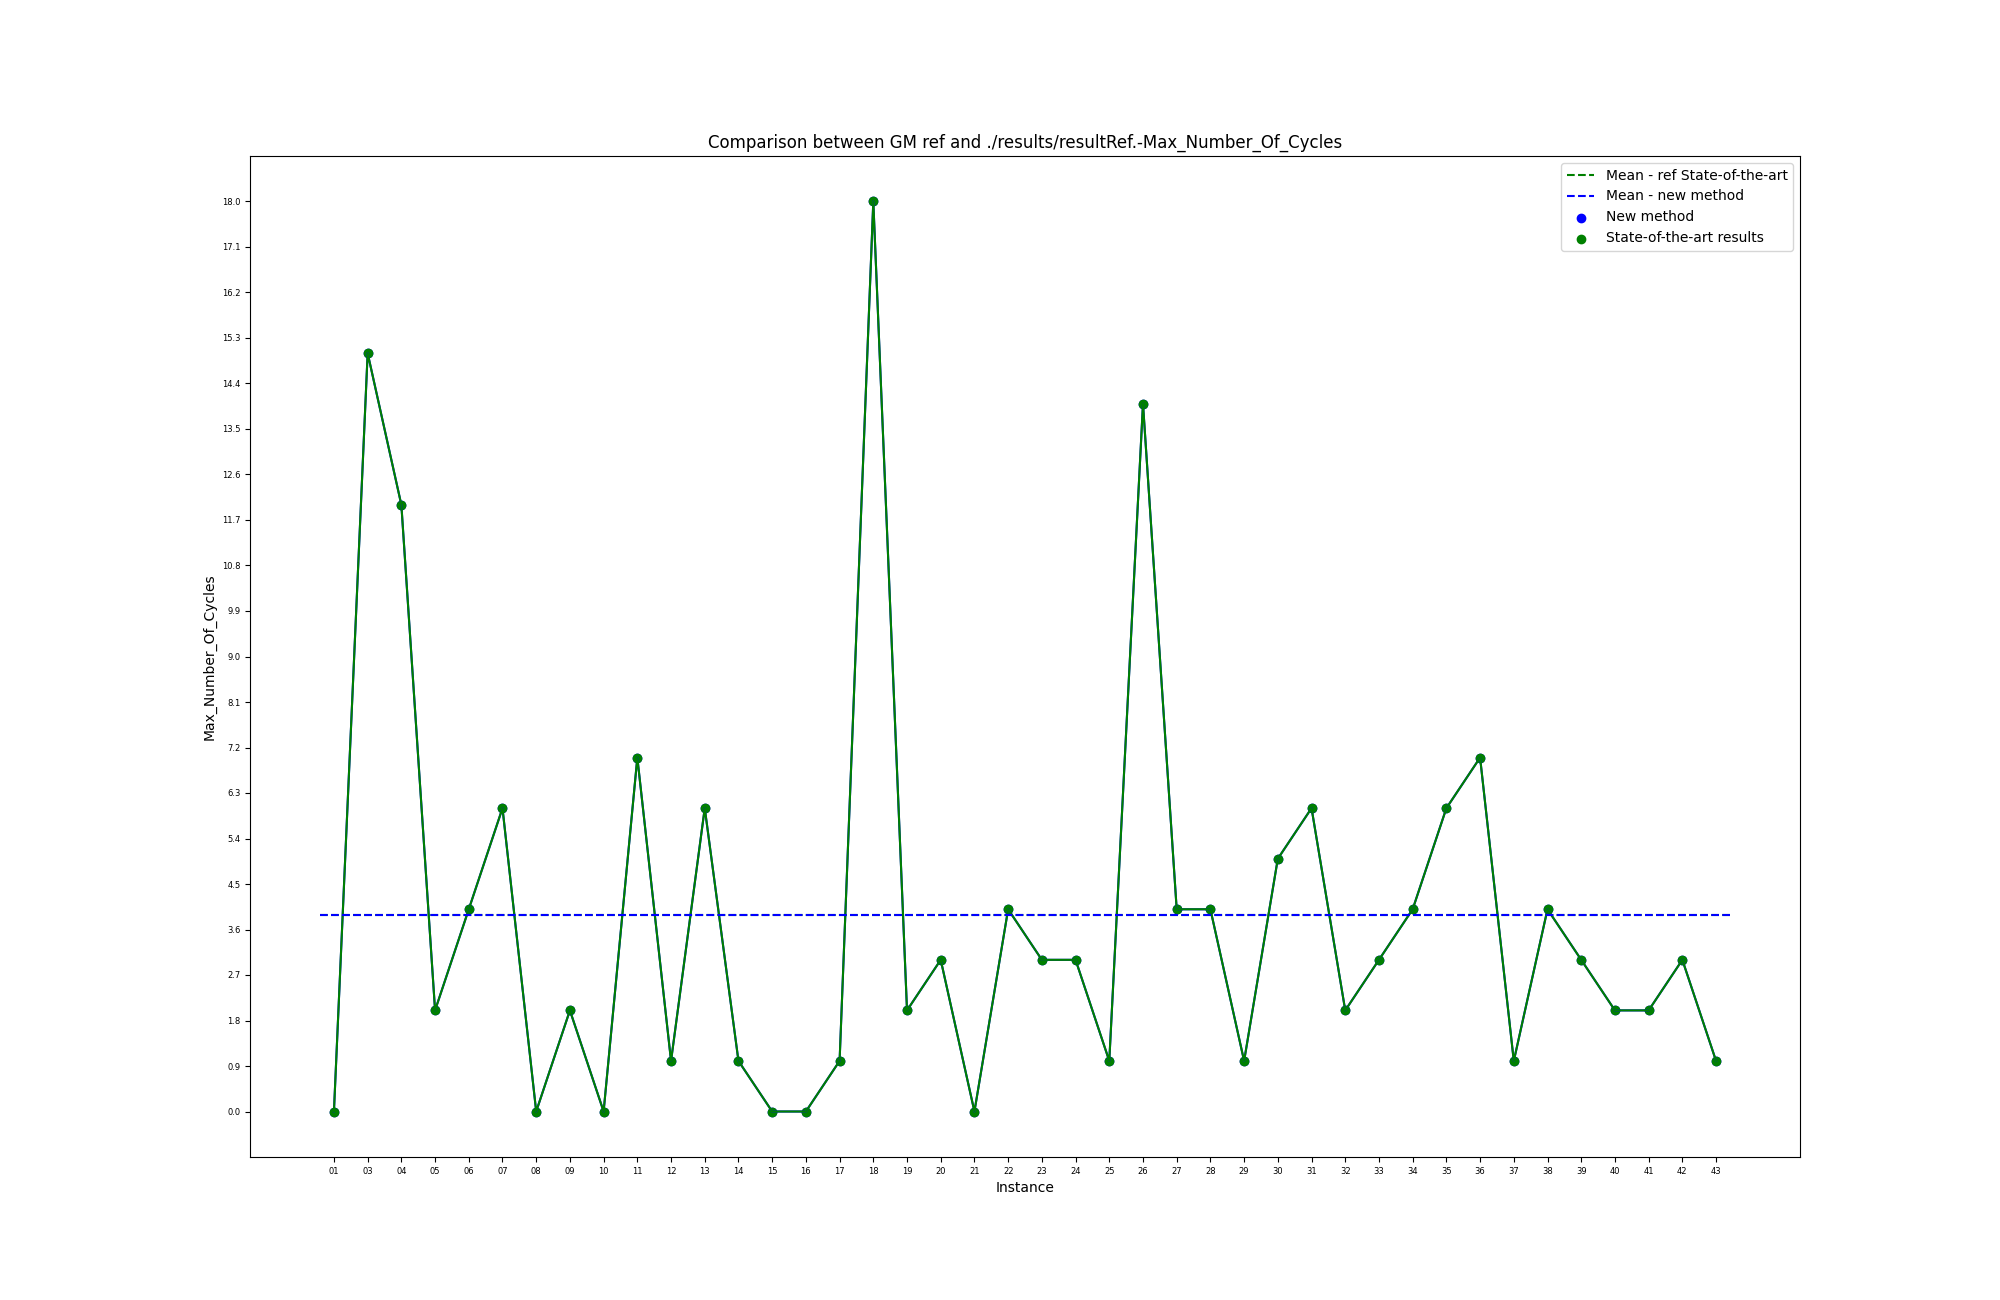 Comparison between GM ref and ./results/resultRef.-Max_Number_Of_Cycles
Mean - ref State-of-the-art
Mean - new method
New method
State-of-the-art results
18.0
17.1
16.2
15.3
14.4
13.5
12.6
11.7
10.8
9.9
9.0
8.1
7.2
6.3
5.4
4.5
3.6
2.7
1.8
0.9
0.0
Max_Number_Of_Cycles
01 03 04 05 06 07 08 09 10 11 12 13 14 15 16 17 18 19 20 21 22 23 24 25 26 27 28 29 30 31 32 33 34 35 36 37 38 39 40 41 42 43
Instance